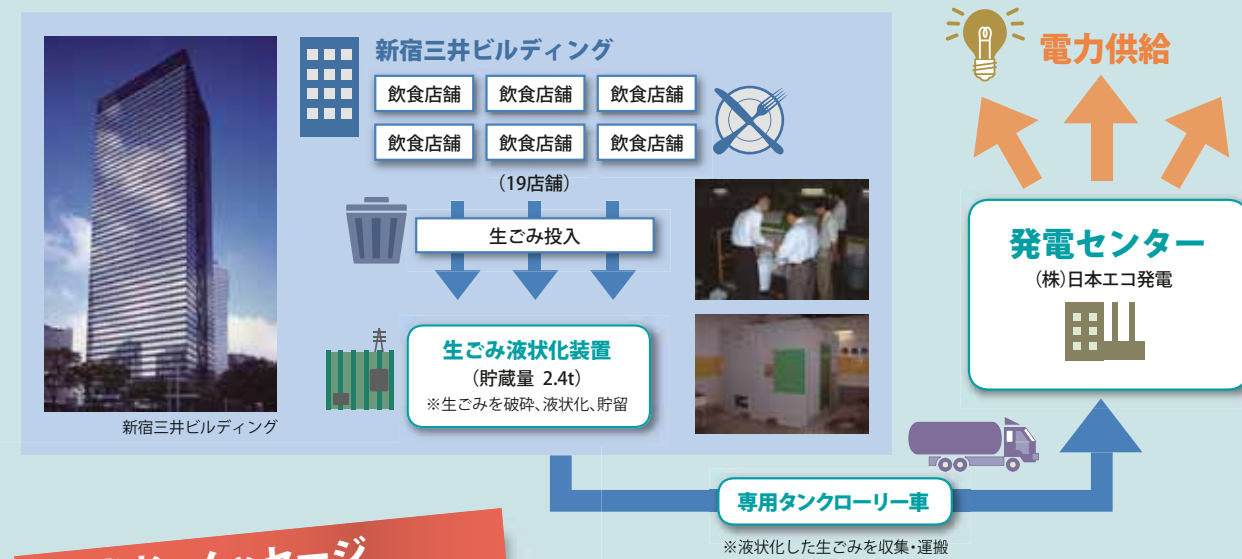 新宿三井ビルディング
飲食店舗 飲食店舗 飲食店舗
飲食店舗 飲食店舗 飲食店舗
(19店舗)
生ごみ投入
生ごみ液状化装置
(貯蔵量 2.4t)
※生ごみを破砕、液状化、貯留
新宿三井ビルディング
電力供給
発電センター
(株)日本エコ発電
専用タンクローリー車
※液状化した生ごみを収集・運搬